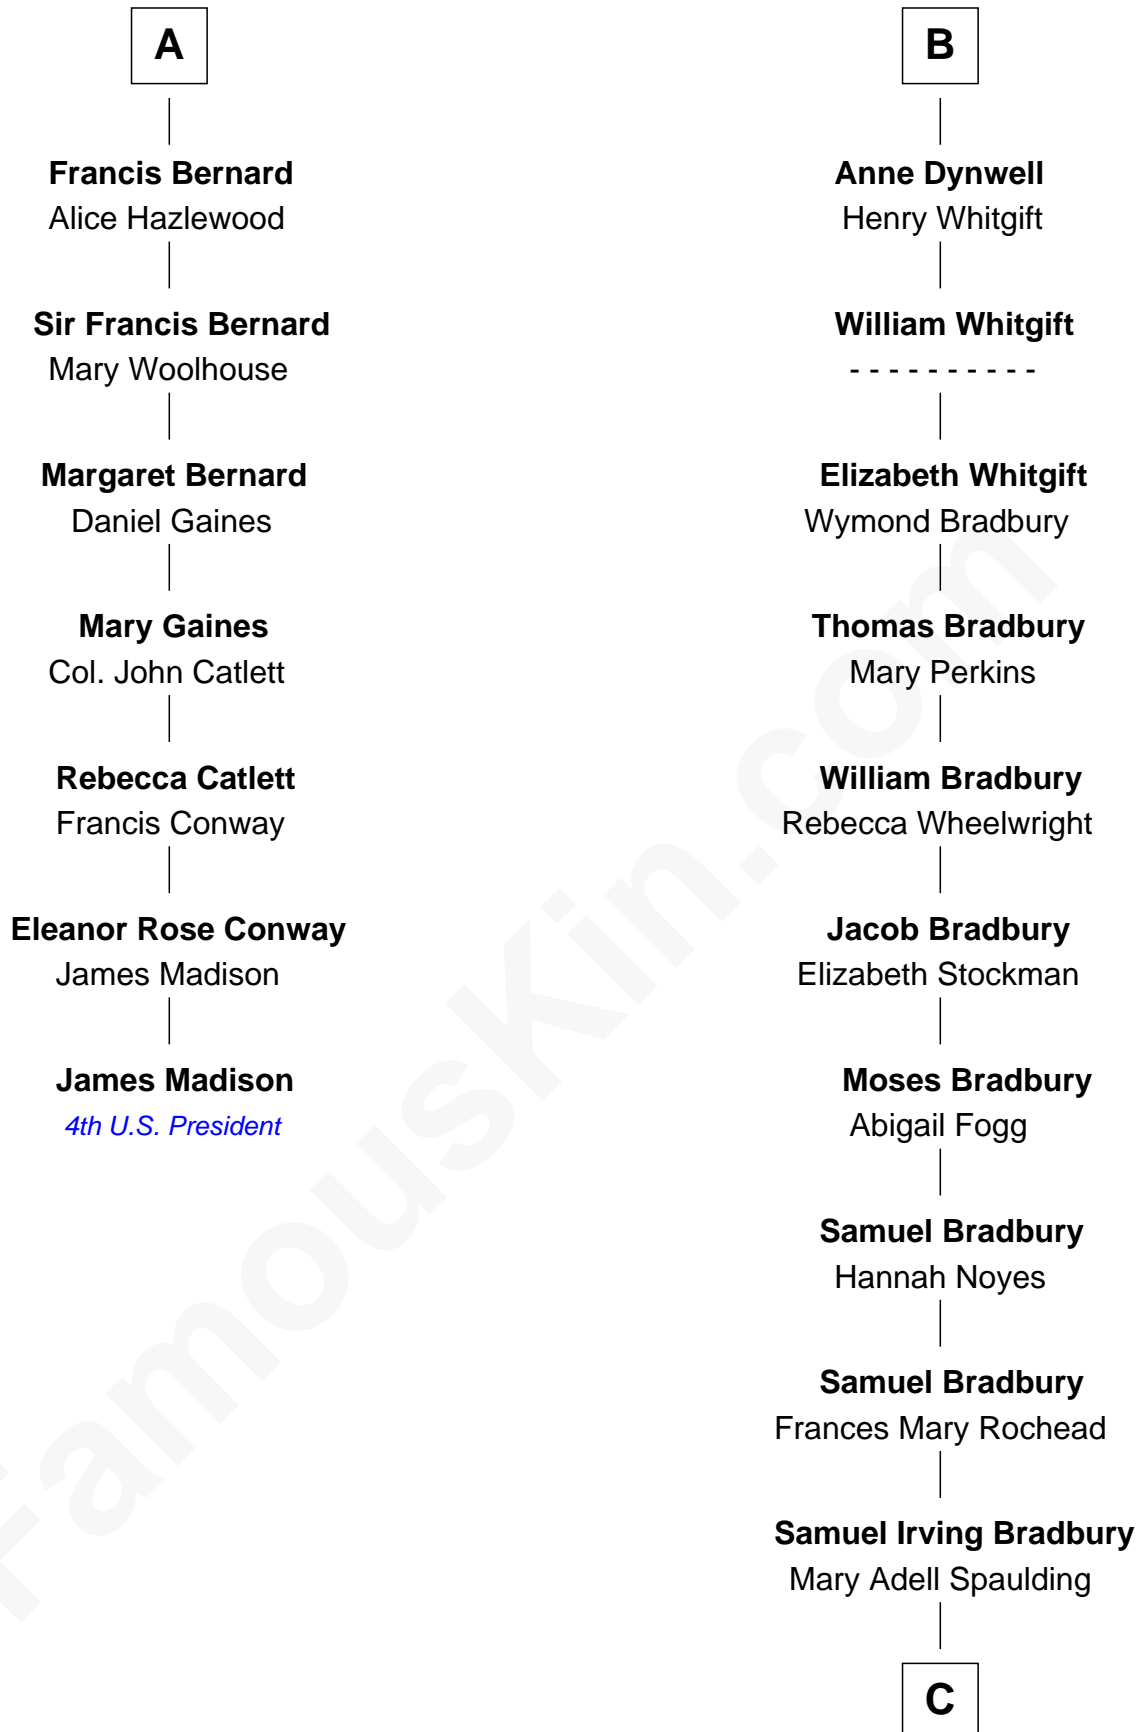 A
Francis Bernard
Alice Hazlewood
Sir Francis Bernard
Mary Woolhouse
Margaret Bernard
Daniel Gaines
Mary Gaines
Col. John Catlett
Rebecca Catlett
Francis Conway
Eleanor Rose Conway
James Madison
James Madison
4th U.S. President
B
Anne Dynwell
Henry Whitgift
William Whitgift
- - - - - - - - - -
Elizabeth Whitgift
Wymond Bradbury
Thomas Bradbury
Mary Perkins
William Bradbury
Rebecca Wheelwright
Jacob Bradbury
Elizabeth Stockman
Moses Bradbury
Abigail Fogg
Samuel Bradbury
Hannah Noyes
Samuel Bradbury
Frances Mary Rochead
Samuel Irving Bradbury
Mary Adell Spaulding
C
FamousKin.com